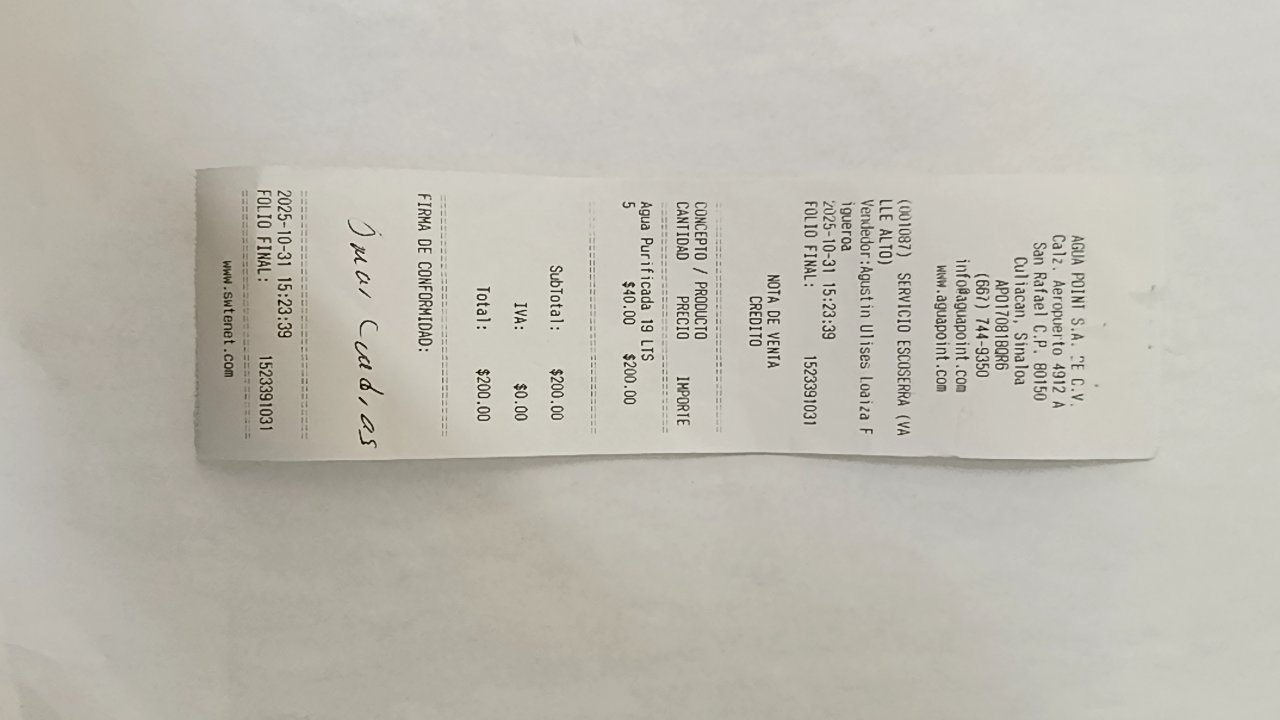 AGUA POINT S.A. DE C.V.
Calz. Aeropuerto 4912 A
San Rafael C.P. 80150
Culiacan, Sinaloa
APO170818QR6
(667) 744-9350
info@aguapoint.com
www.aguapoint.com
(001087) SERVICIO ESCOSERRA (VA
LLE ALTO)
Vendedor:Agustin Ulises Loaiza F
igueroa
2025-10-31 15:23:39
FOLIO FINAL: 1523391031
NOTA DE VENTA
CREDITO
CONCEPTO / PRODUCTO
CANTIDAD PRECIO IMPORTE
Agua Purificada 19 LTS
5 $40.00 $200.00
SubTotal: $200.00
IVA: $0.00
Total: $200.00
FIRMA DE CONFORMIDAD:
2025-10-31 15:23:39
FOLIO FINAL: 1523391031
www.swtenet.com